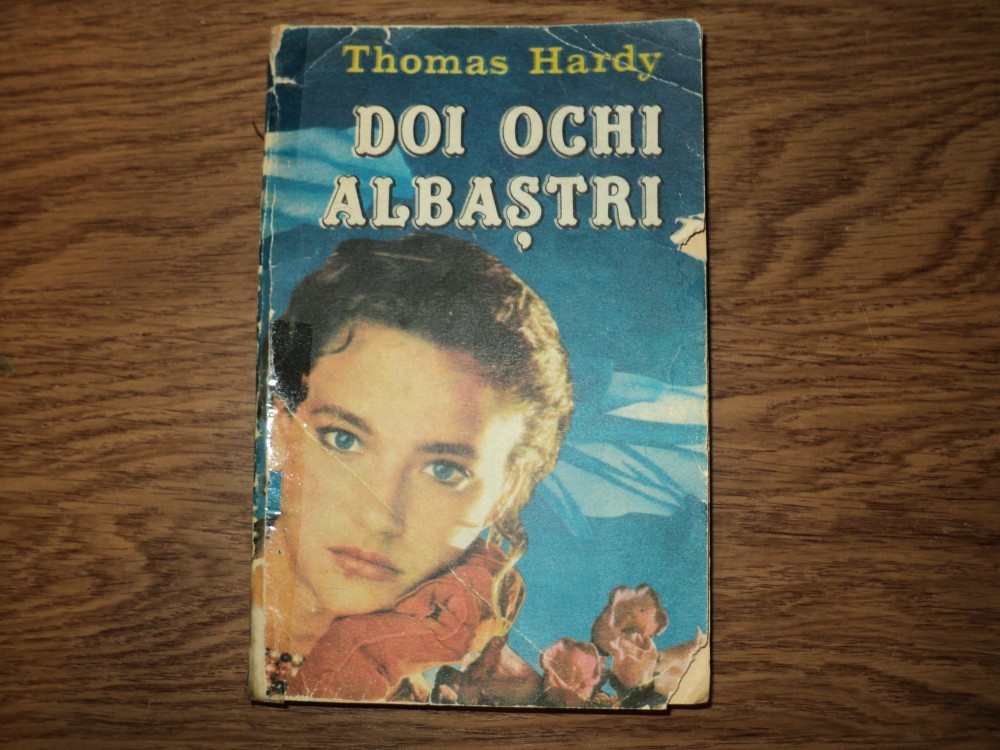 Thomas Hardy
DOI OCHI
ALBAȘTRI